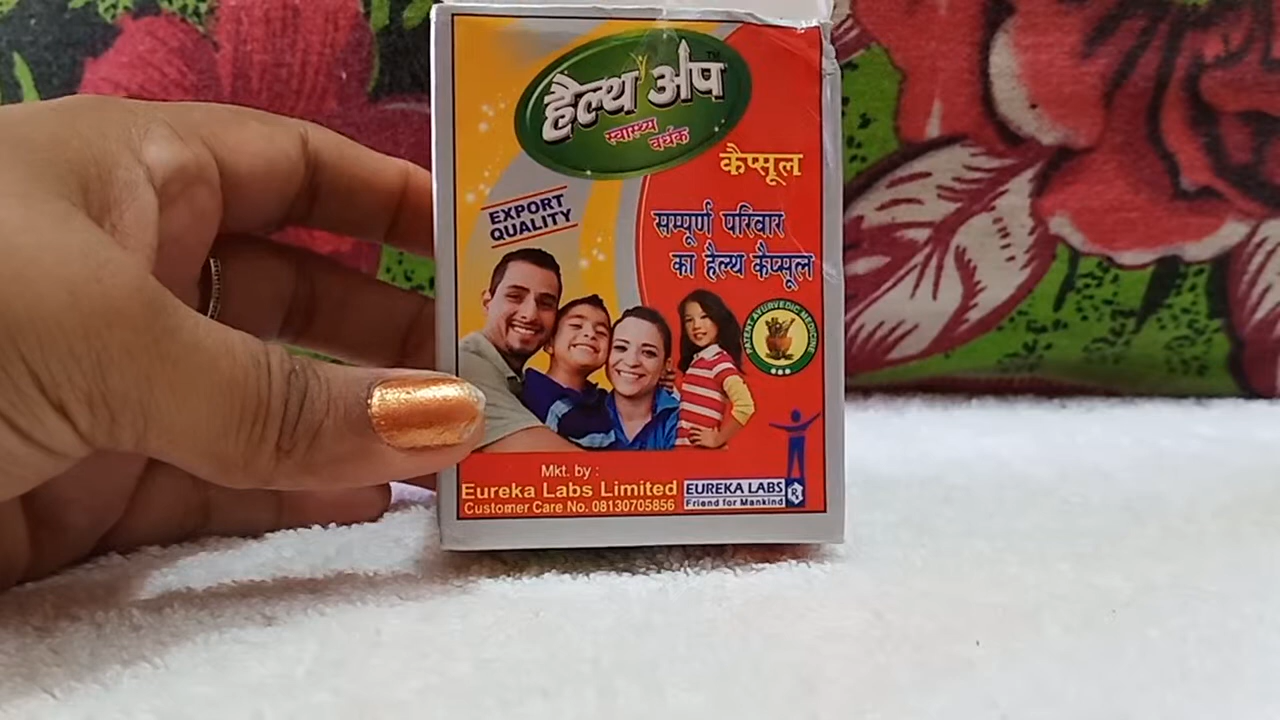 हैल्थ अप
TM
स्वास्थ्य
वर्धक
कैप्सूल
EXPORT
QUALITY
सम्पूर्ण परिवार
का हैल्थ कैप्सूल
PATENT AYURVEDIC MEDICINE
Mkt. by :
Eureka Labs Limited
Customer Care No. 08130705856
EUREKA LABS
Friend for Mankind